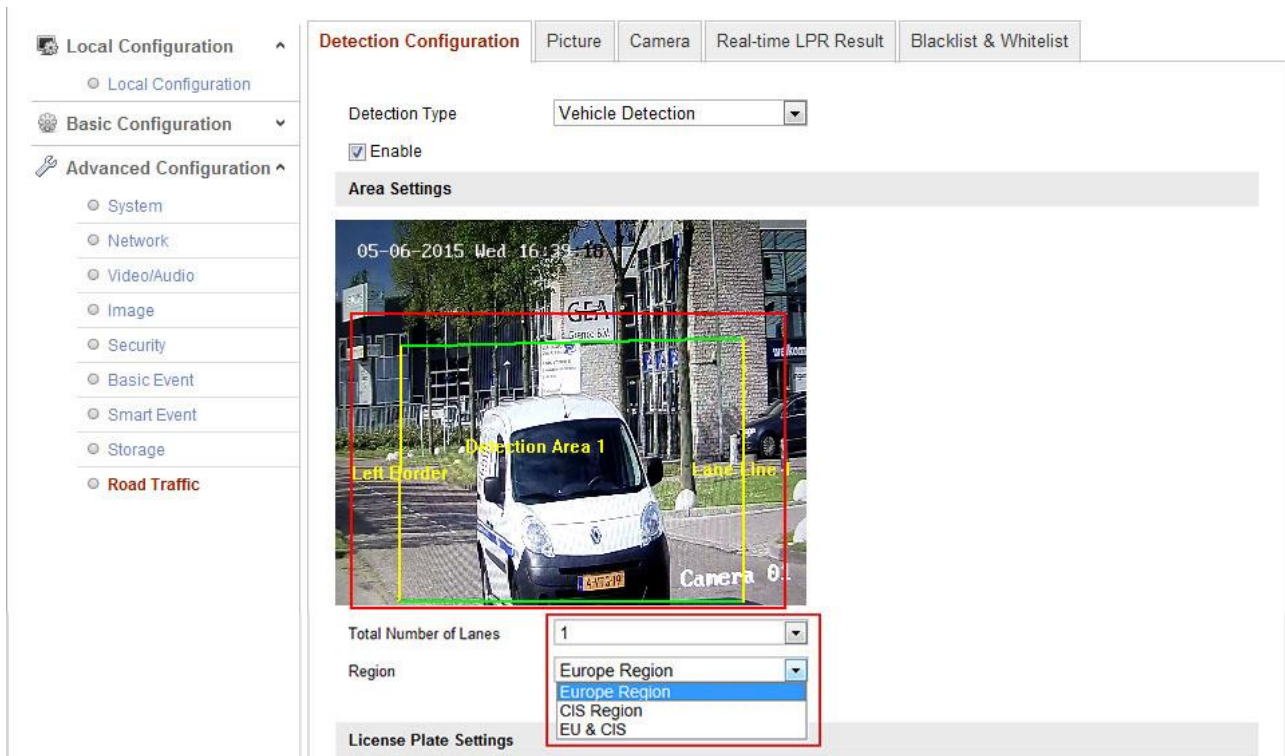 Local Configuration
Local Configuration
Basic Configuration
Advanced Configuration
System
Network
Video/Audio
Image
Security
Basic Event
Smart Event
Storage
Road Traffic
Detection Configuration
Picture
Camera
Real-time LPR Result
Blacklist & Whitelist
Detection Type
Vehicle Detection
Enable
Area Settings
05-06-2015 Wed 16:39:18
GEA
Grenco B.V.
welkom
Detection Area 1
Left Border
Lane Line 1
Camera 01
Total Number of Lanes
1
Region
Europe Region
Europe Region
CIS Region
EU & CIS
License Plate Settings